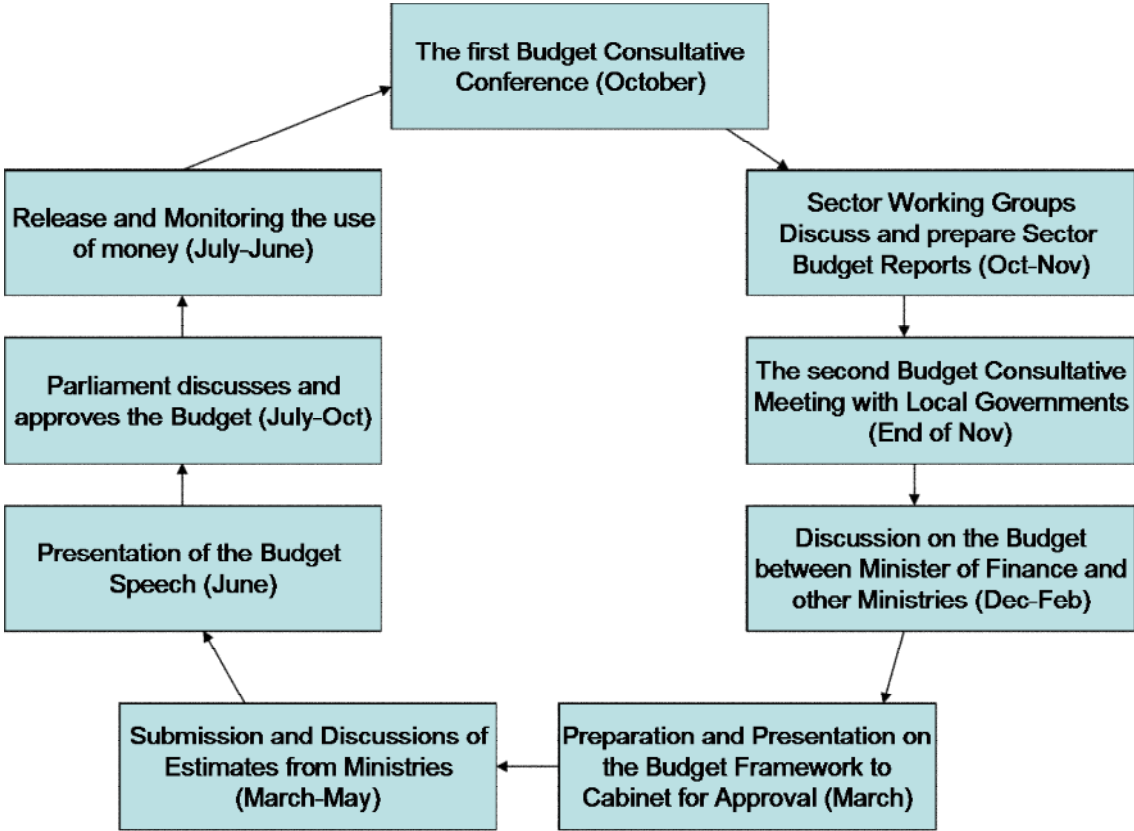 The first Budget Consultative
Conference (October)
Sector Working Groups
Discuss and prepare Sector
Budget Reports (Oct-Nov)
The second Budget Consultative
Meeting with Local Governments
(End of Nov)
Discussion on the Budget
between Minister of Finance and
other Ministries (Dec-Feb)
Preparation and Presentation on
the Budget Framework to
Cabinet for Approval (March)
Submission and Discussions of
Estimates from Ministries
(March-May)
Presentation of the Budget
Speech (June)
Parliament discusses and
approves the Budget (July-Oct)
Release and Monitoring the use
of money (July-June)